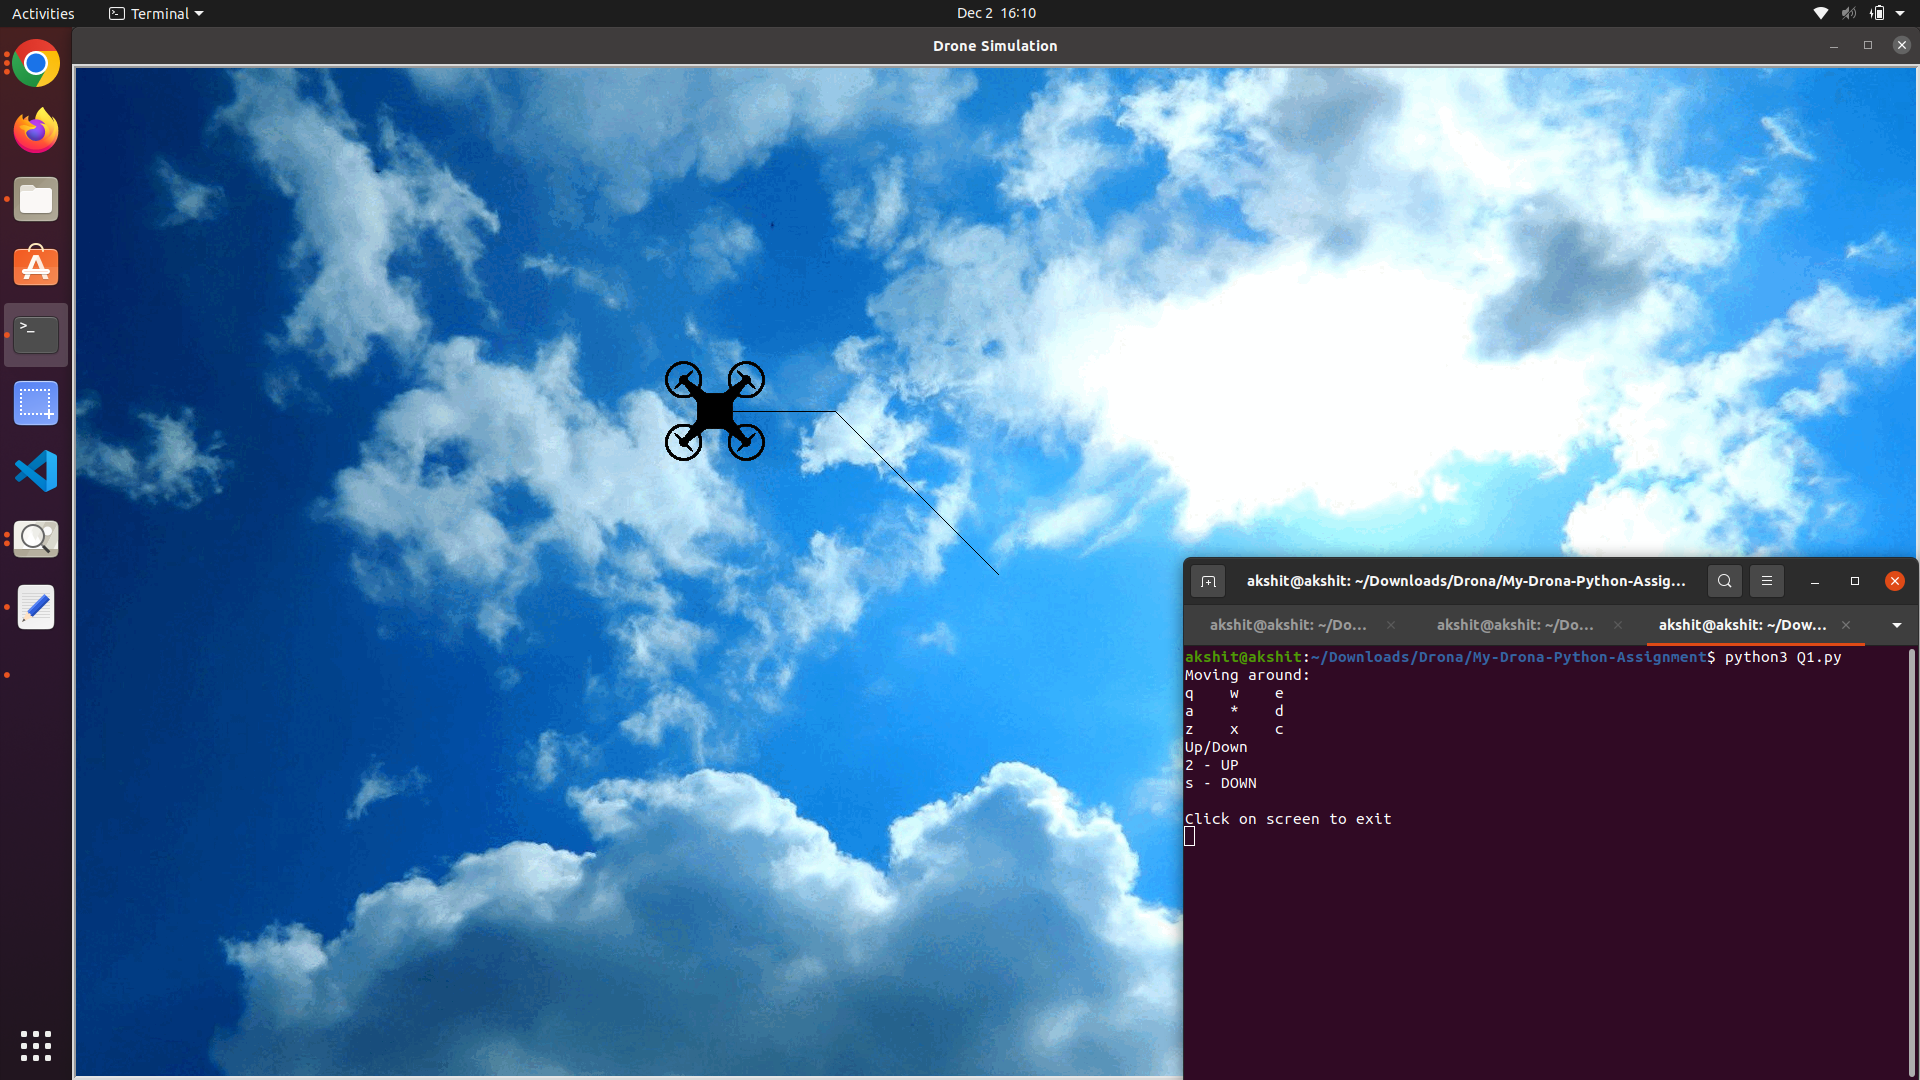 Activities
Terminal
Dec 2 16:10
Drone Simulation
akshit@akshit: ~/Downloads/Drona/My-Drona-Python-Assig...
akshit@akshit: ~/Do...
akshit@akshit: ~/Do...
akshit@akshit: ~/Dow...
akshit@akshit:~/Downloads/Drona/My-Drona-Python-Assignment$ python3 Q1.py
Moving around:
q w e
a * d
z x c
Up/Down
2 - UP
s - DOWN
Click on screen to exit